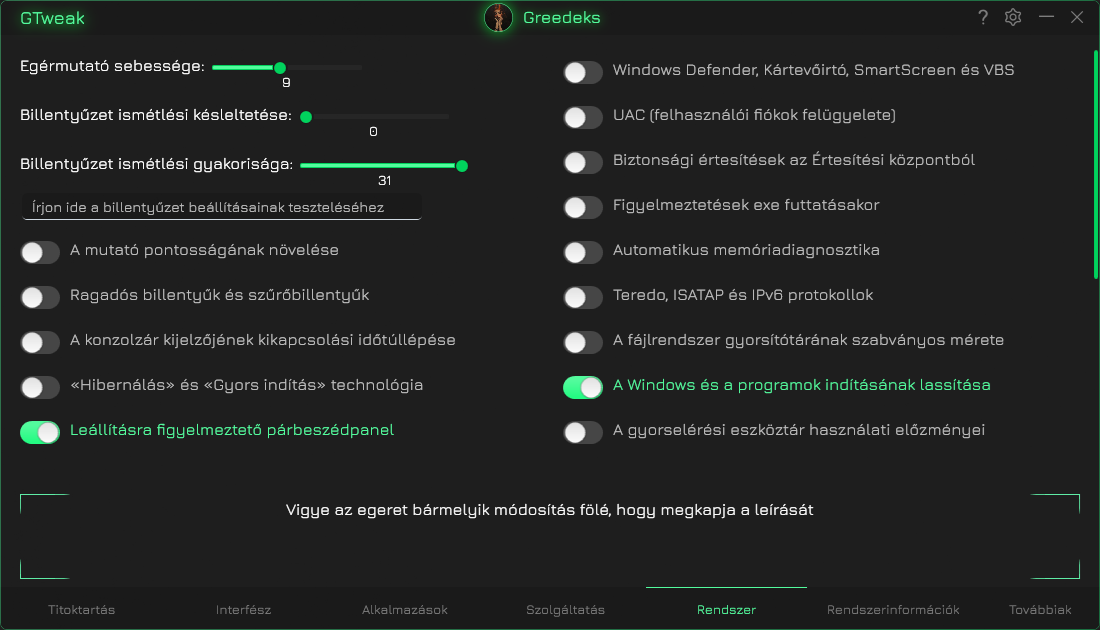 GTweak
Greedeks
?
Egérmutató sebessége:
9
Billentyűzet ismétlési késleltetése:
0
Billentyűzet ismétlési gyakorisága:
31
Írjon ide a billentyűzet beállításainak teszteléséhez
A mutató pontosságának növelése
Ragadós billentyűk és szűrőbillentyűk
A konzolzár kijelzőjének kikapcsolási időtúllépése
«Hibernálás» és «Gyors indítás» technológia
Leállításra figyelmeztető párbeszédpanel
Windows Defender, Kártevőirtó, SmartScreen és VBS
UAC (felhasználói fiókok felügyelete)
Biztonsági értesítések az Értesítési központból
Figyelmeztetések exe futtatásakor
Automatikus memóriadiagnosztika
Teredo, ISATAP és IPv6 protokollok
A fájlrendszer gyorsítótárának szabványos mérete
A Windows és a programok indításának lassítása
A gyorselérési eszköztár használati előzményei
Vigye az egeret bármelyik módosítás fölé, hogy megkapja a leírását
Titoktartás
Interfész
Alkalmazások
Szolgáltatás
Rendszer
Rendszerinformációk
Továbbiak